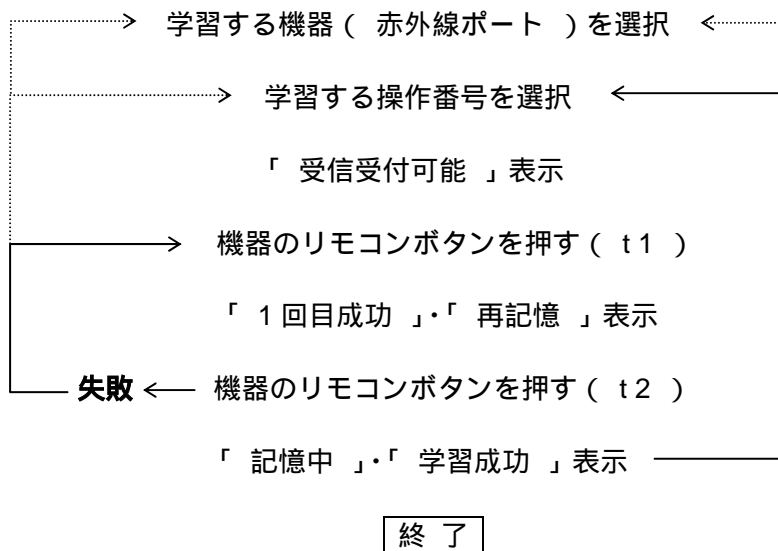 学習する機器( 赤外線ポート )を選択
学習する操作番号を選択
「 受信受付可能 」表示
機器のリモコンボタンを押す( t1 )
「 1回目成功 」・「 再記憶 」表示
失敗 機器のリモコンボタンを押す( t2 )
「 記憶中 」・「 学習成功 」表示
終 了